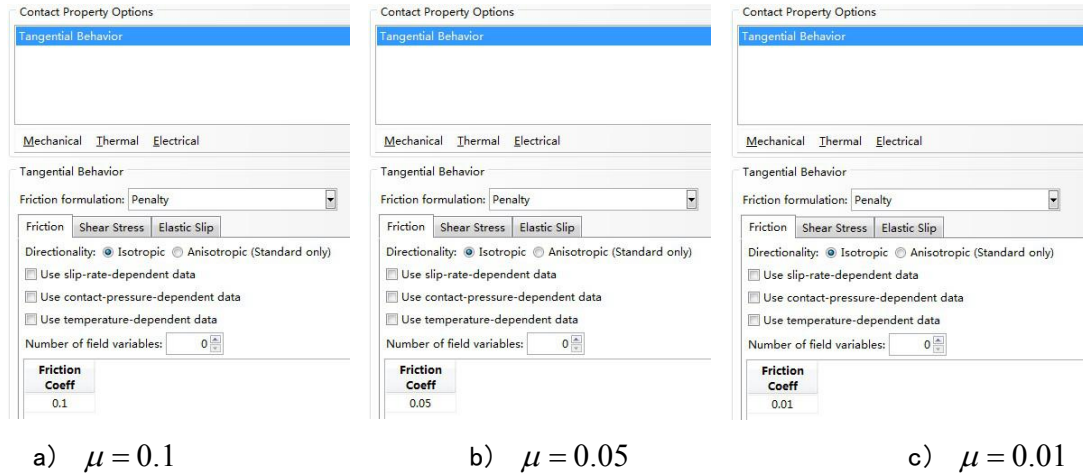 Contact Property Options
Tangential Behavior
Mechanical Thermal Electrical
Tangential Behavior
Friction formulation: Penalty
Friction Shear Stress Elastic Slip
Directionality: Isotropic Anisotropic (Standard only)
Use slip-rate-dependent data
Use contact-pressure-dependent data
Use temperature-dependent data
Number of field variables: 0
Friction
Coeff
0.1
a) μ = 0.1
Contact Property Options
Tangential Behavior
Mechanical Thermal Electrical
Tangential Behavior
Friction formulation: Penalty
Friction Shear Stress Elastic Slip
Directionality: Isotropic Anisotropic (Standard only)
Use slip-rate-dependent data
Use contact-pressure-dependent data
Use temperature-dependent data
Number of field variables: 0
Friction
Coeff
0.05
b) μ = 0.05
Contact Property Options
Tangential Behavior
Mechanical Thermal Electrical
Tangential Behavior
Friction formulation: Penalty
Friction Shear Stress Elastic Slip
Directionality: Isotropic Anisotropic (Standard only)
Use slip-rate-dependent data
Use contact-pressure-dependent data
Use temperature-dependent data
Number of field variables: 0
Friction
Coeff
0.01
c) μ = 0.01